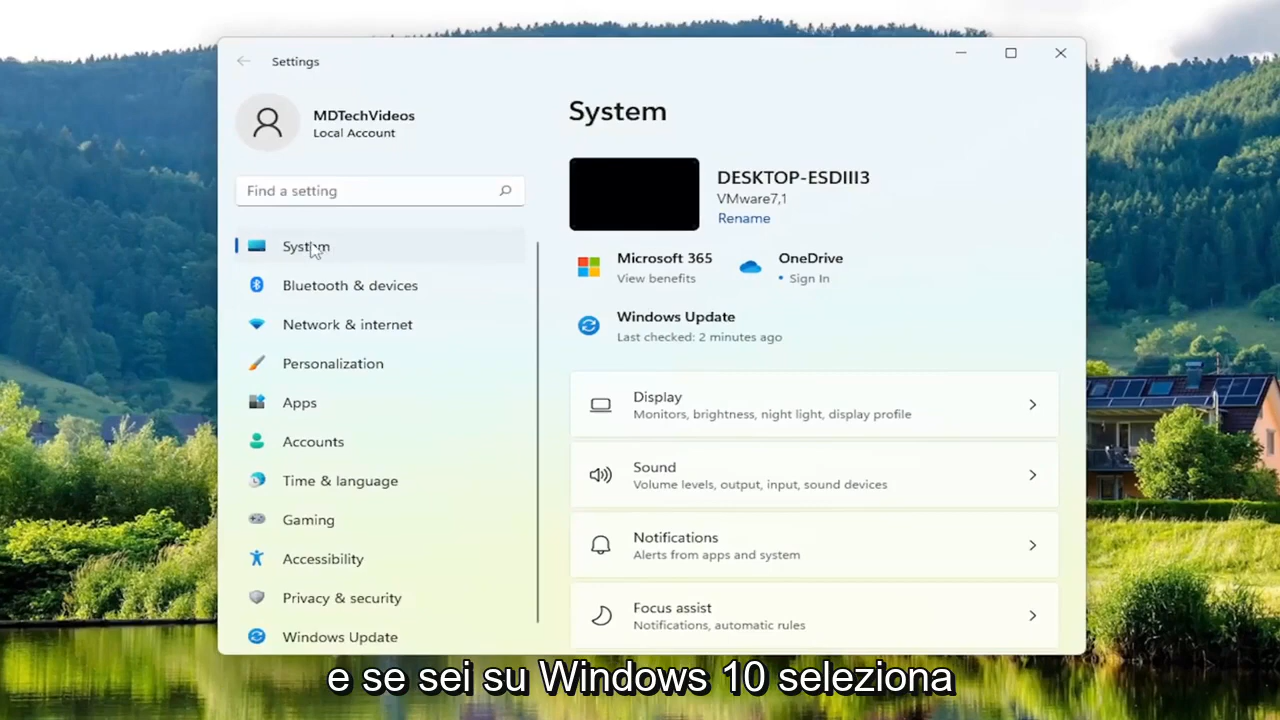 Settings
MDTechVideos
Local Account
Find a setting
System
Bluetooth & devices
Network & internet
Personalization
Apps
Accounts
Time & language
Gaming
Accessibility
Privacy & security
Windows Update
System
DESKTOP-ESDIII3
VMware7,1
Rename
Microsoft 365
View benefits
OneDrive
• Sign In
Windows Update
Last checked: 2 minutes ago
Display
Monitors, brightness, night light, display profile
Sound
Volume levels, output, input, sound devices
Notifications
Alerts from apps and system
Focus assist
Notifications, automatic rules
e se sei su Windows 10 seleziona